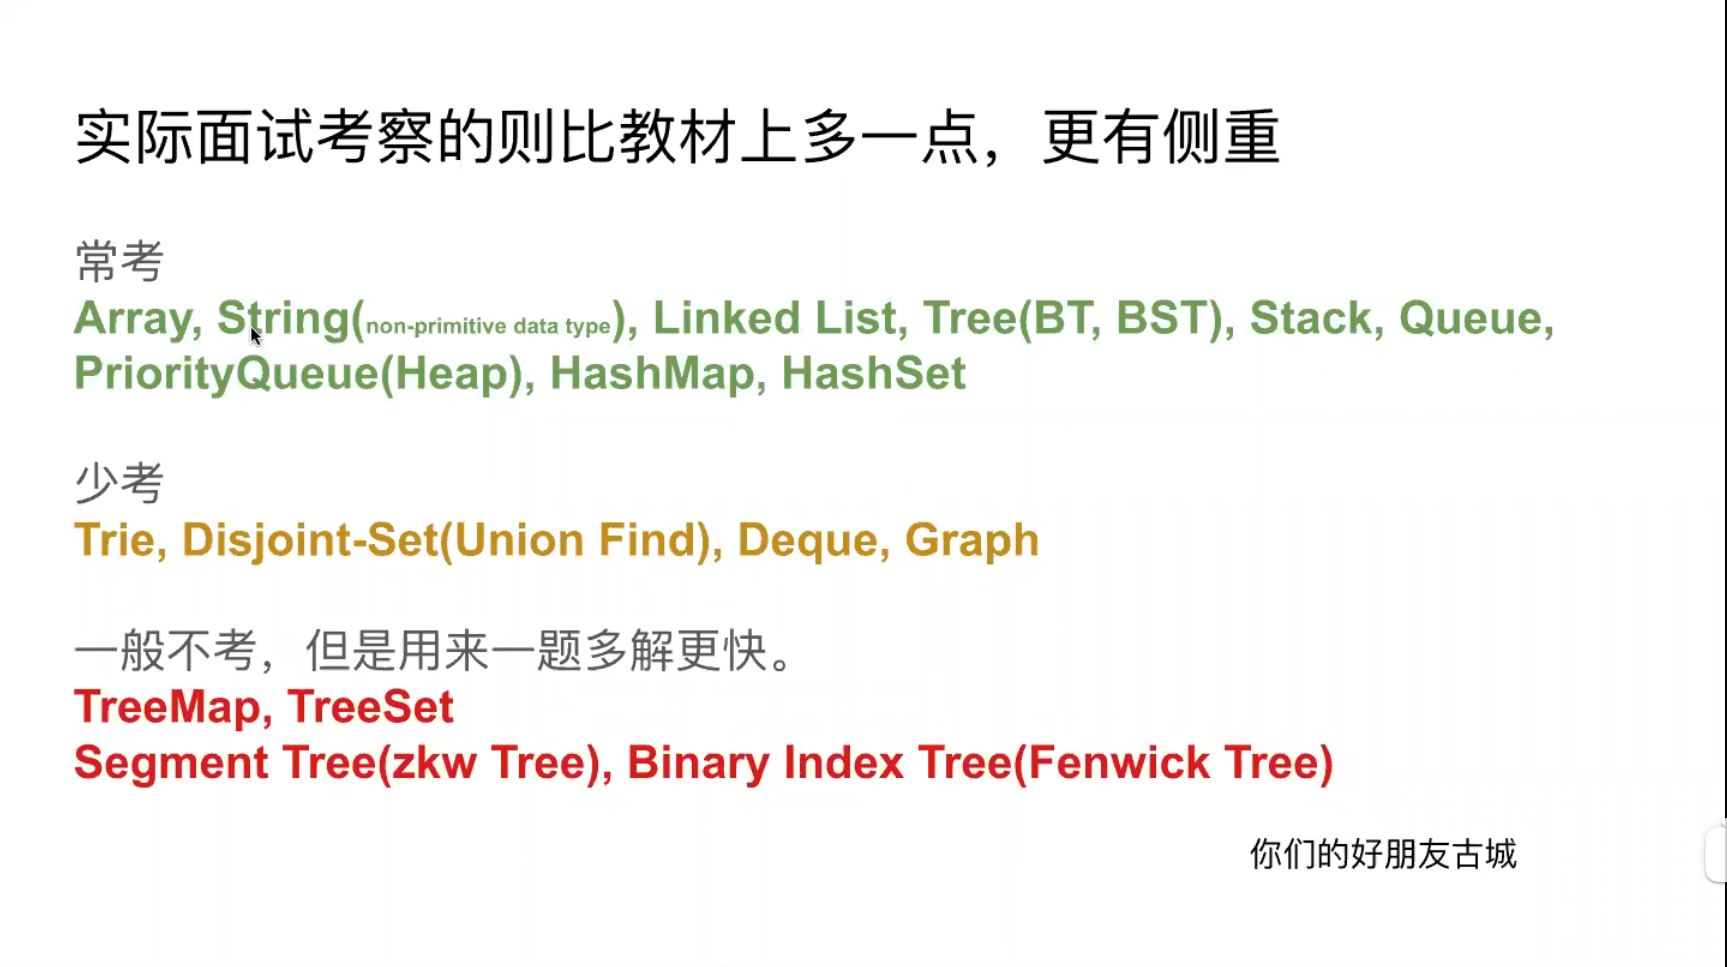 实际面试考察的则比教材上多一点，更有侧重
常考
Array, String(non-primitive data type), Linked List, Tree(BT, BST), Stack, Queue,
PriorityQueue(Heap), HashMap, HashSet
少考
Trie, Disjoint-Set(Union Find), Deque, Graph
一般不考，但是用来一题多解更快。
TreeMap, TreeSet
Segment Tree(zkw Tree), Binary Index Tree(Fenwick Tree)
你们的好朋友古城